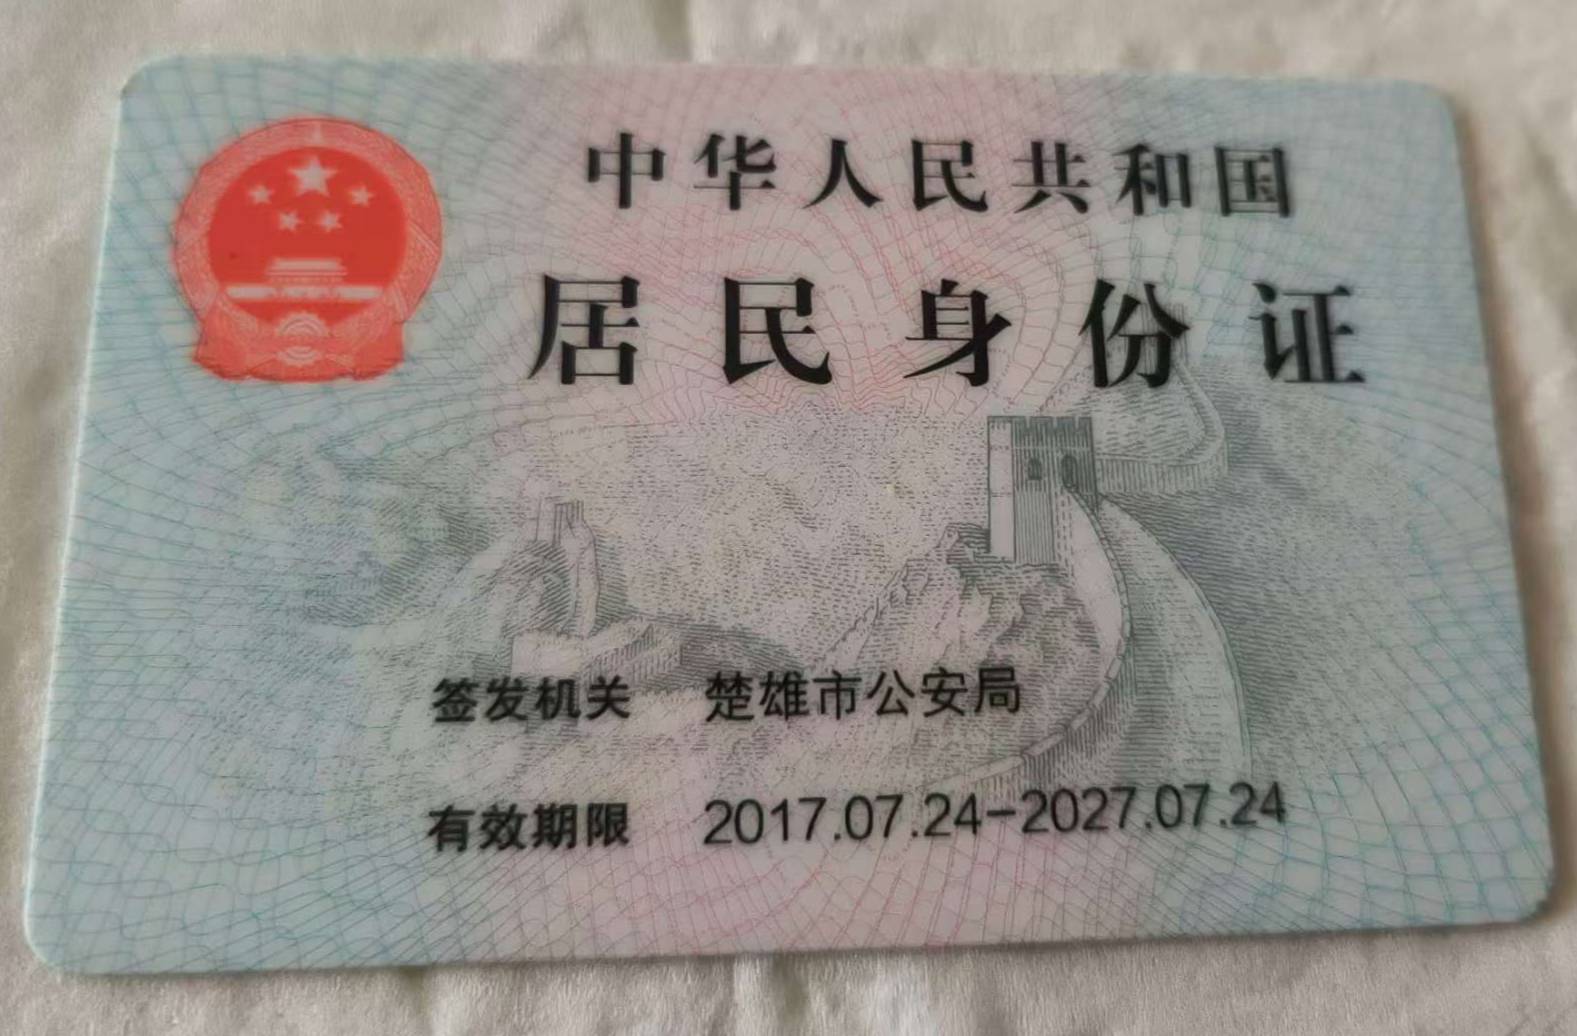 中华人民共和国
居民身份证
签发机关 楚雄市公安局
有效期限 2017.07.24-2027.07.24